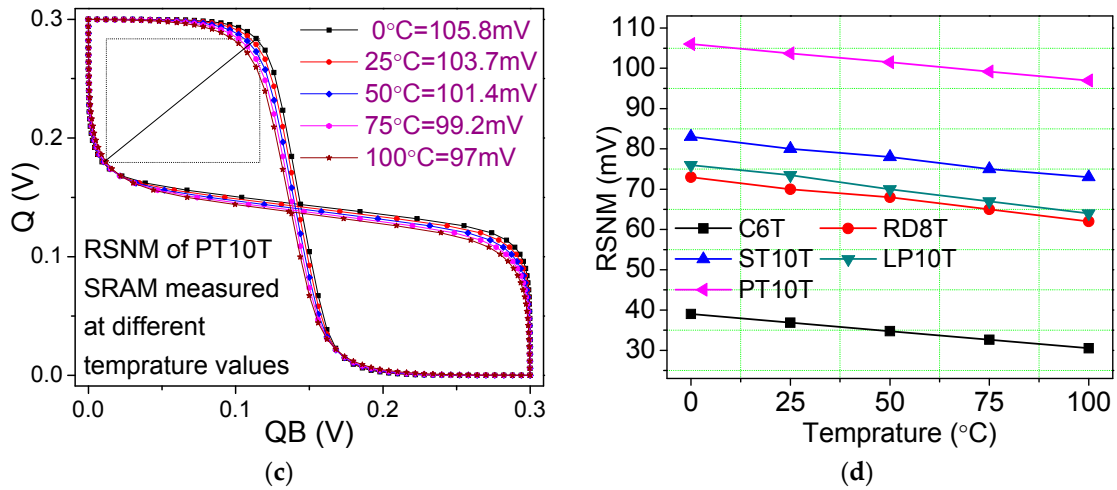 0°C=105.8mV
25°C=103.7mV
50°C=101.4mV
75°C=99.2mV
100°C=97mV
RSNM of PT10T
SRAM measured
at different
temprature values
0.3
0.2
0.1
0.0
Q (V)
0.0 0.1 0.2 0.3
QB (V)
(c)
110
100
90
80
70
60
50
40
30
RSNM (mV)
C6T RD8T
ST10T LP10T
PT10T
0 25 50 75 100
Temprature (°C)
(d)